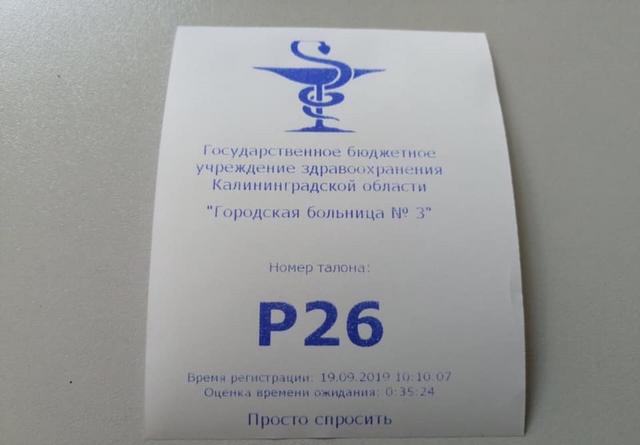 Государственное бюджетное
учреждение здравоохранения
Калининградской области
"Городская больница № 3"
Номер талона:
Р26
Время регистрации: 19.09.2019 10:10:07
Оценка времени ожидания: 0:35:24
Просто спросить